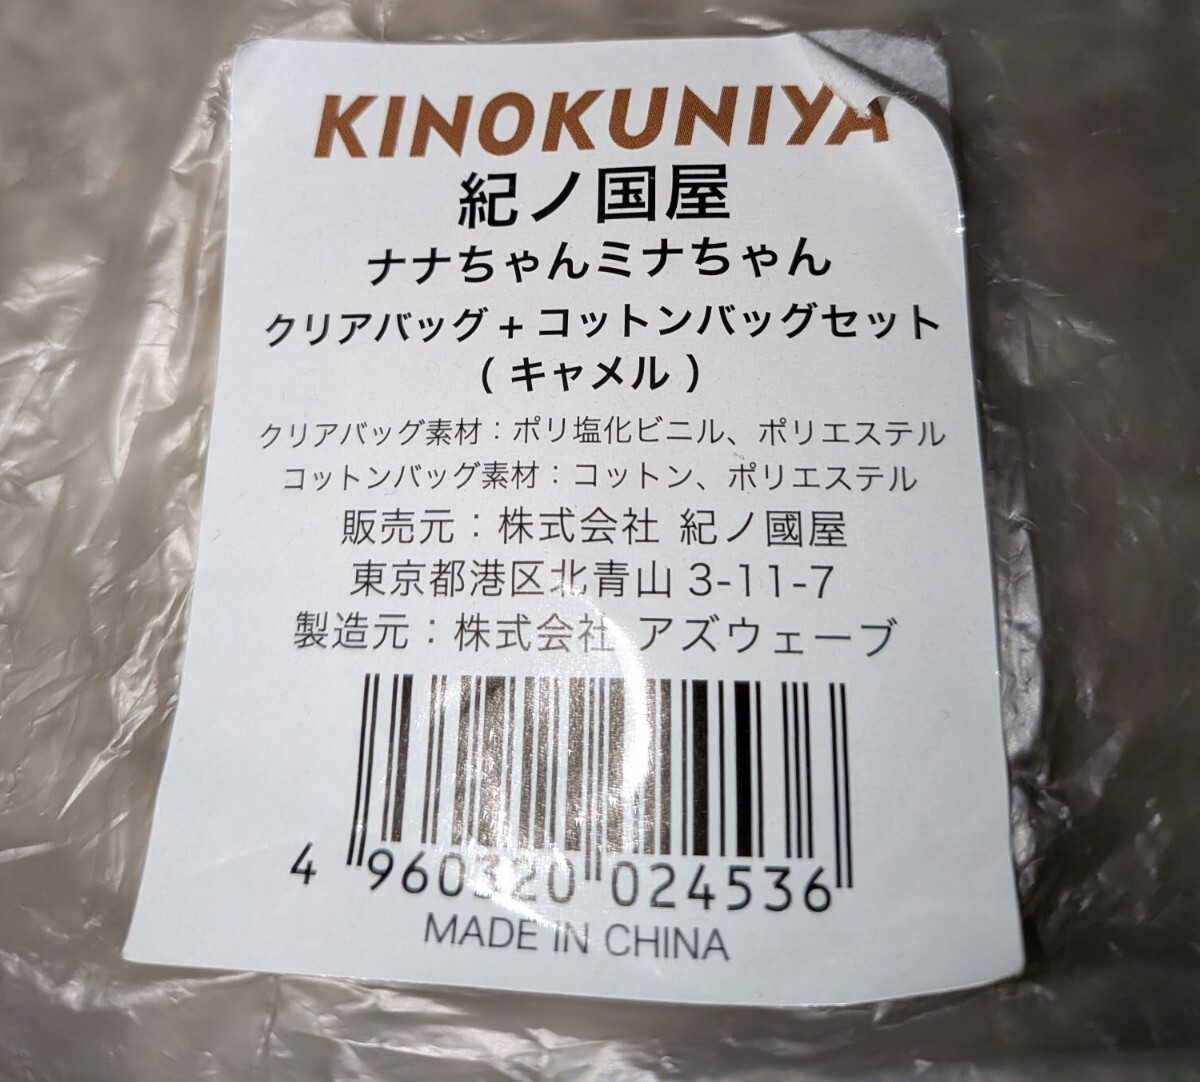 KINOKUNIYA
紀ノ国屋
ナナちゃんミナちゃん
クリアバッグ + コットンバッグセット
( キャメル )
クリアバッグ素材：ポリ塩化ビニル、ポリエステル
コットンバッグ素材：コットン、ポリエステル
販売元：株式会社 紀ノ國屋
東京都港区北青山 3-11-7
製造元：株式会社 アズウェーブ
4 960320 024536
MADE IN CHINA